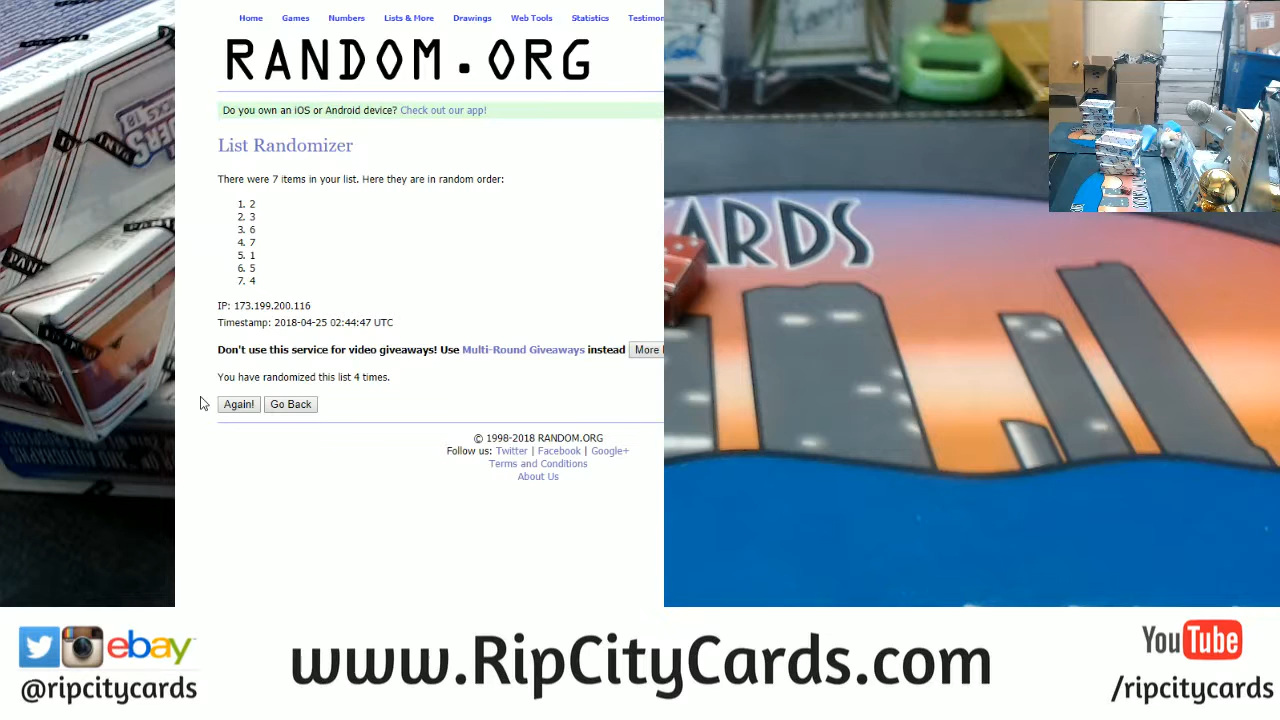 Home Games Numbers Lists & More Drawings Web Tools Statistics
RANDOM.ORG
Do you own an iOS or Android device? Check out our app!
List Randomizer
There were 7 items in your list. Here they are in random order:
1. 2
2. 3
3. 6
4. 7
5. 1
6. 5
7. 4
IP: 173.199.200.116
Timestamp: 2018-04-25 02:44:47 UTC
Don't use this service for video giveaways! Use Multi-Round Giveaways instead More
You have randomized this list 4 times.
Again! Go Back
© 1998-2018 RANDOM.ORG
Follow us: Twitter | Facebook | Google+
Terms and Conditions
About Us
CARDS
ebay
@ripcitycards
www.RipCityCards.com
YouTube
/ripcitycards